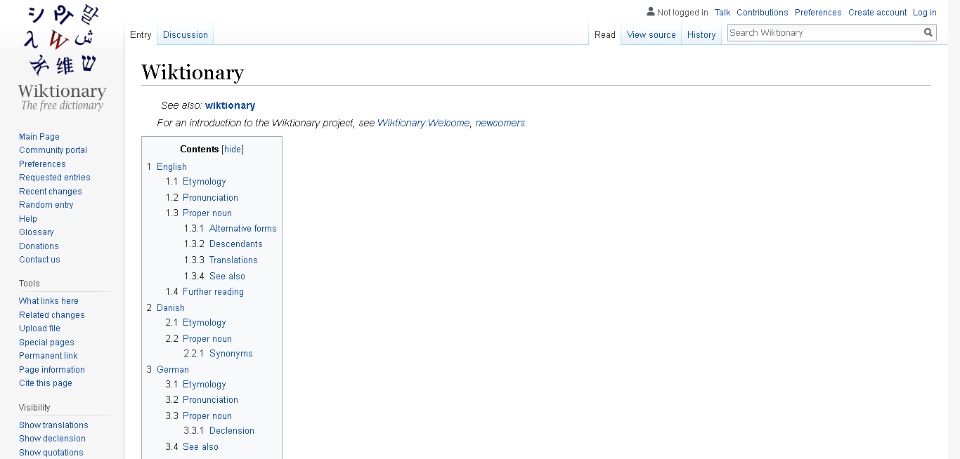 Not logged in Talk Contributions Preferences Create account Log in
Entry Discussion Read View source History Search Wiktionary
シ 말
λ W
维 ש
Wiktionary
The free dictionary
Main Page
Community portal
Preferences
Requested entries
Recent changes
Random entry
Help
Glossary
Donations
Contact us
Tools
What links here
Related changes
Upload file
Special pages
Permanent link
Page information
Cite this page
Visibility
Show translations
Show declension
Show quotations
Wiktionary
See also: wiktionary
For an introduction to the Wiktionary project, see Wiktionary:Welcome, newcomers.
Contents [hide]
1 English
1.1 Etymology
1.2 Pronunciation
1.3 Proper noun
1.3.1 Alternative forms
1.3.2 Descendants
1.3.3 Translations
1.3.4 See also
1.4 Further reading
2 Danish
2.1 Etymology
2.2 Proper noun
2.2.1 Synonyms
3 German
3.1 Etymology
3.2 Pronunciation
3.3 Proper noun
3.3.1 Declension
3.4 See also